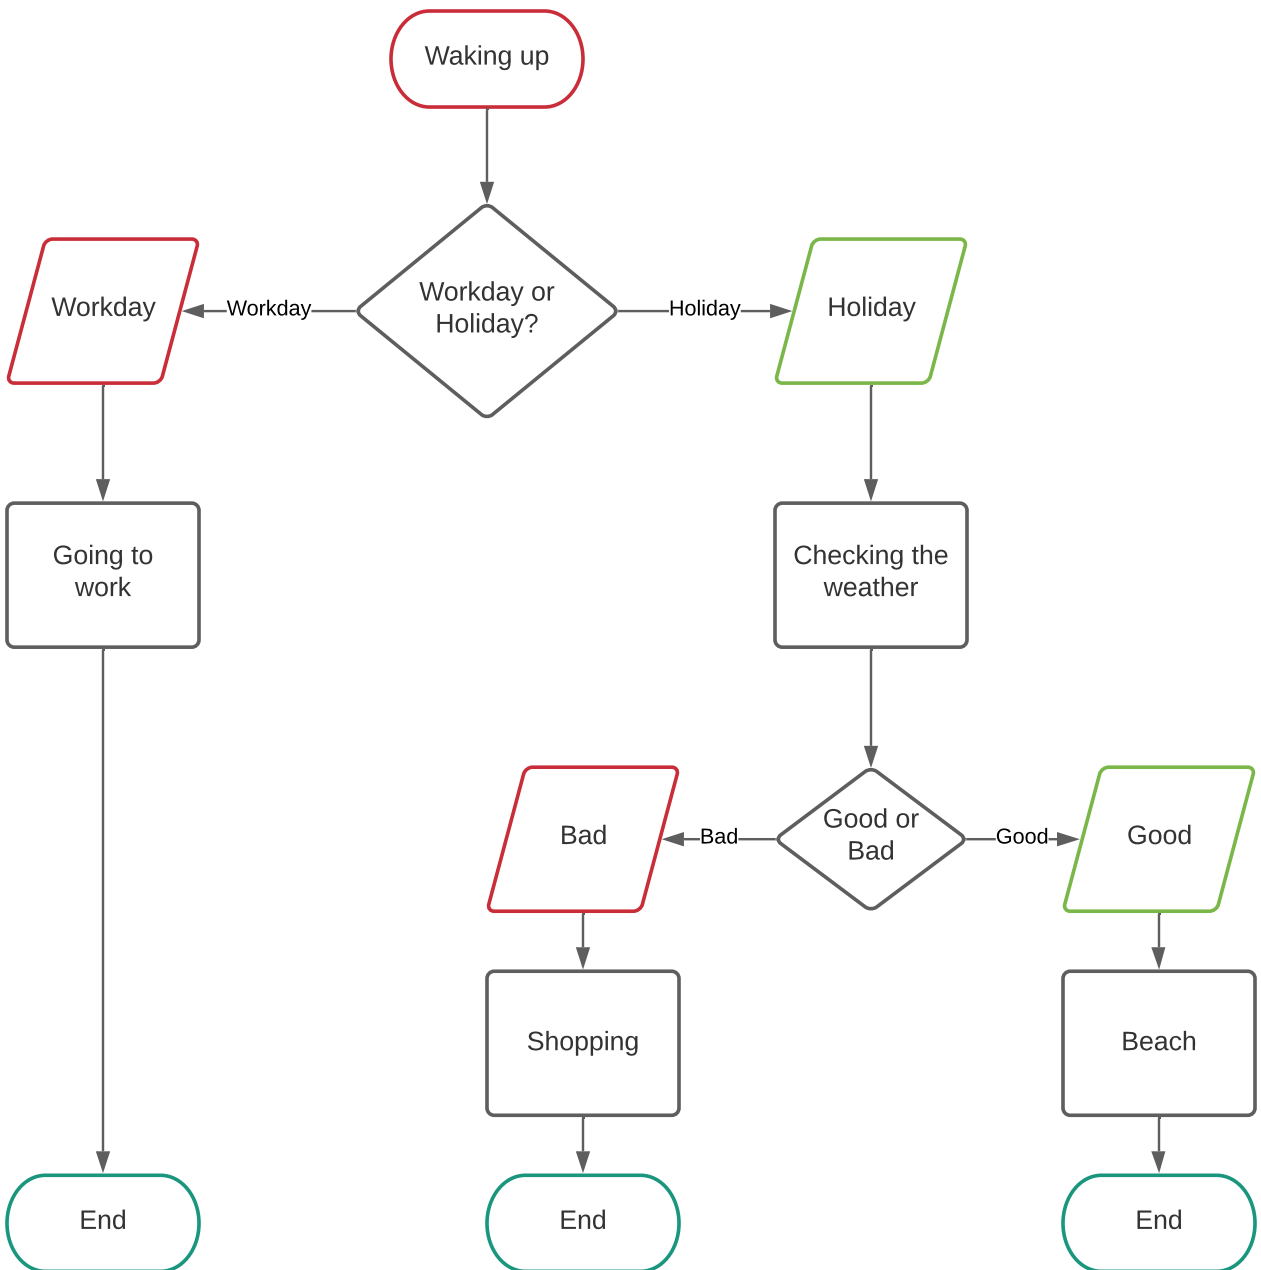 Waking up
Workday
Workday
Workday or
Holiday?
Holiday
Holiday
Going to
work
Checking the
weather
Bad
Bad
Good or
Bad
Good
Good
Shopping
Beach
End
End
End